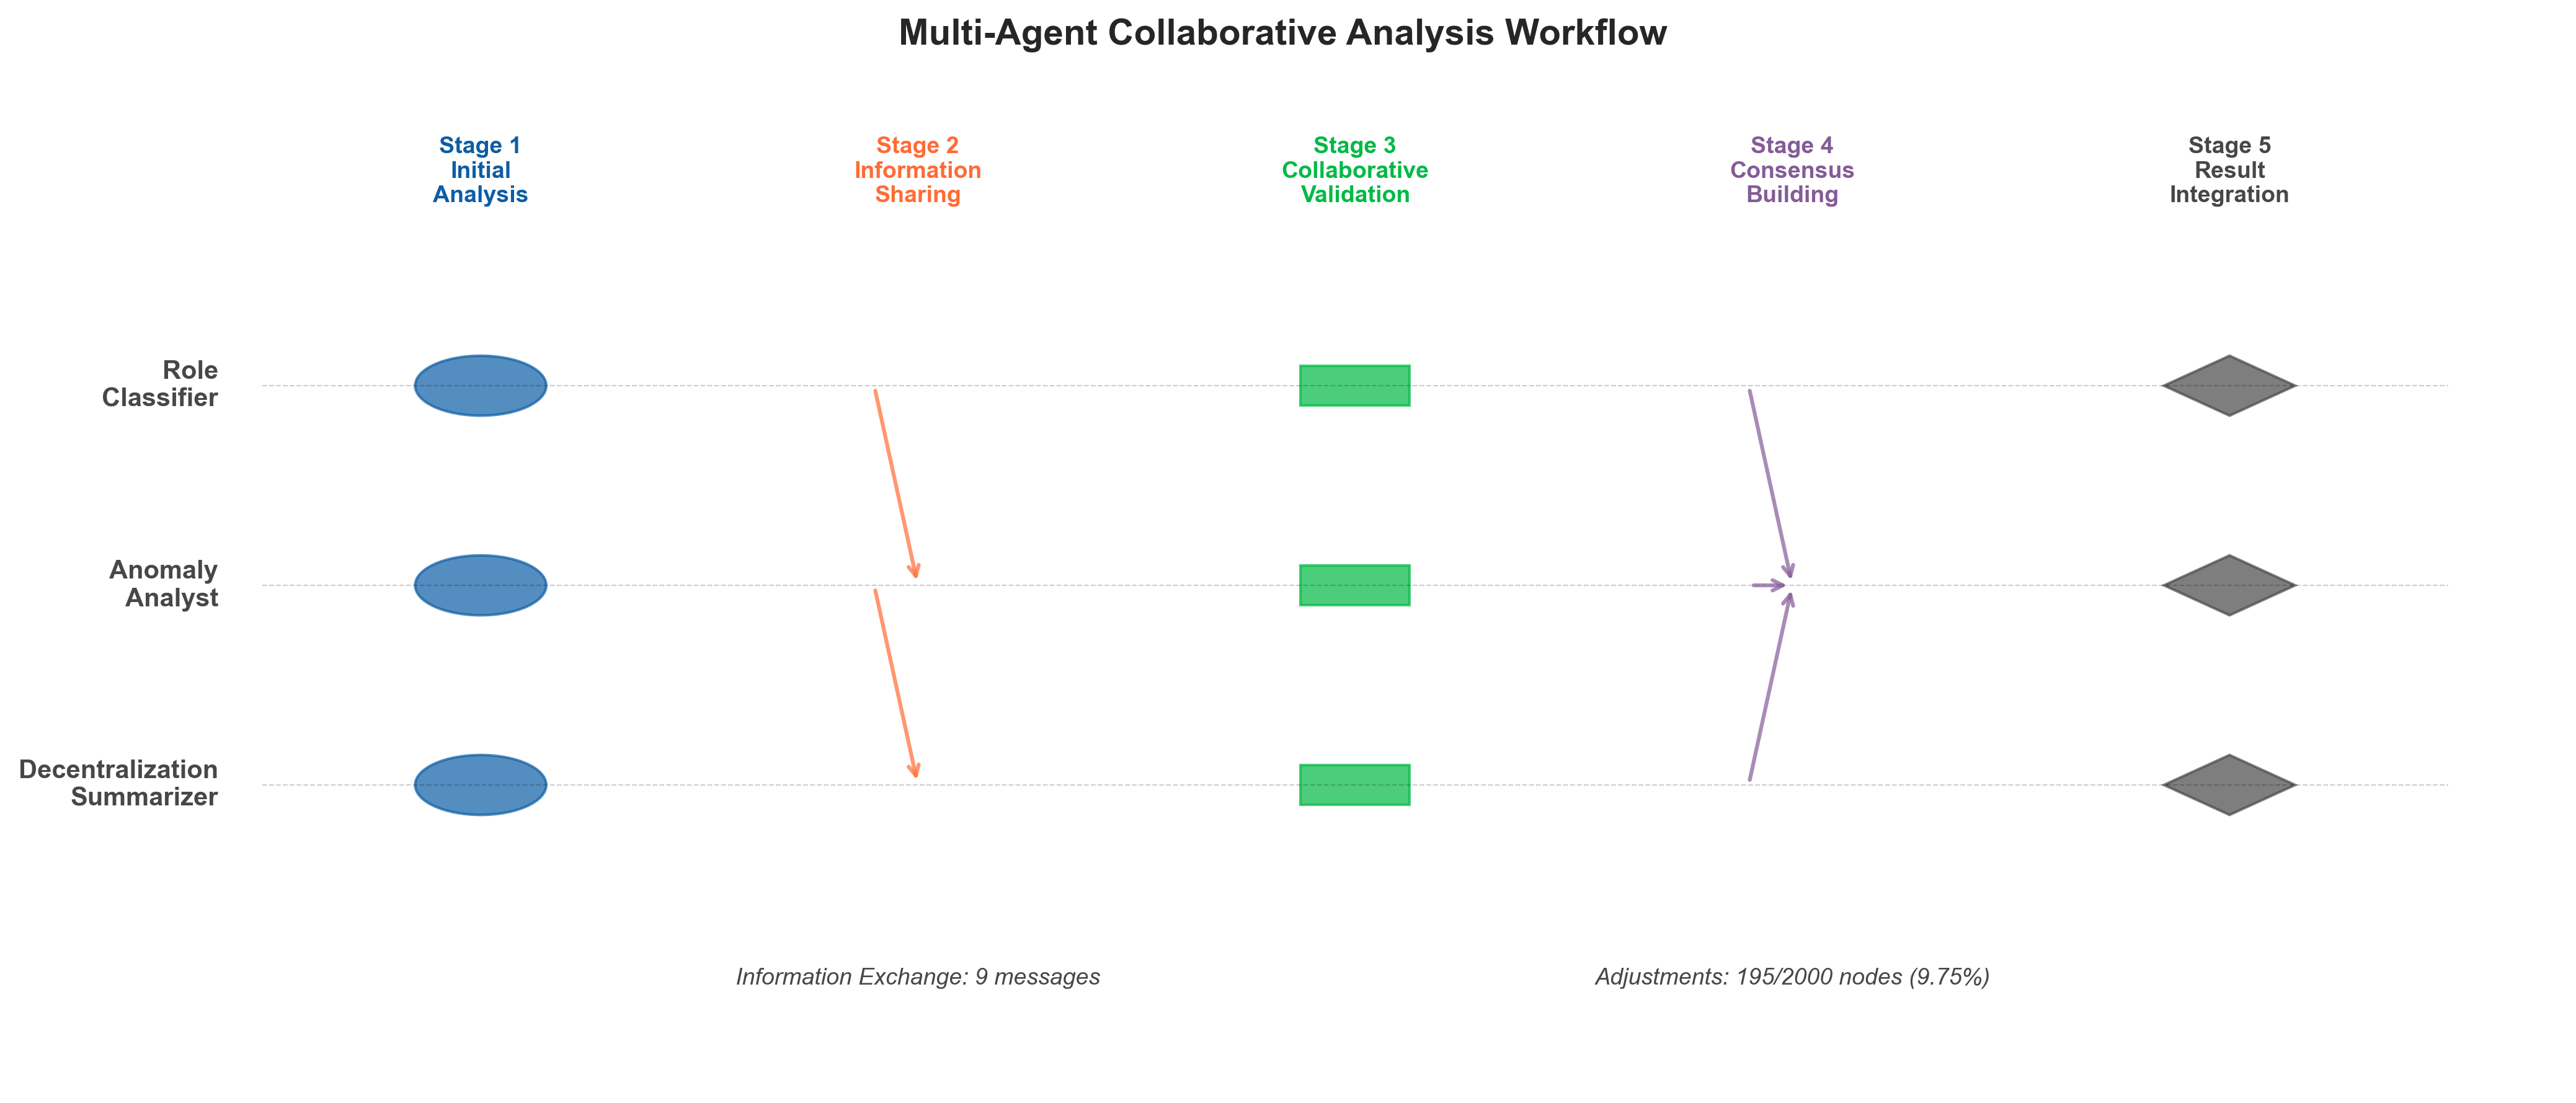 Multi-Agent Collaborative Analysis Workflow
Stage 1
Initial
Analysis
Stage 2
Information
Sharing
Stage 3
Collaborative
Validation
Stage 4
Consensus
Building
Stage 5
Result
Integration
Role
Classifier
Anomaly
Analyst
Decentralization
Summarizer
Information Exchange: 9 messages
Adjustments: 195/2000 nodes (9.75%)